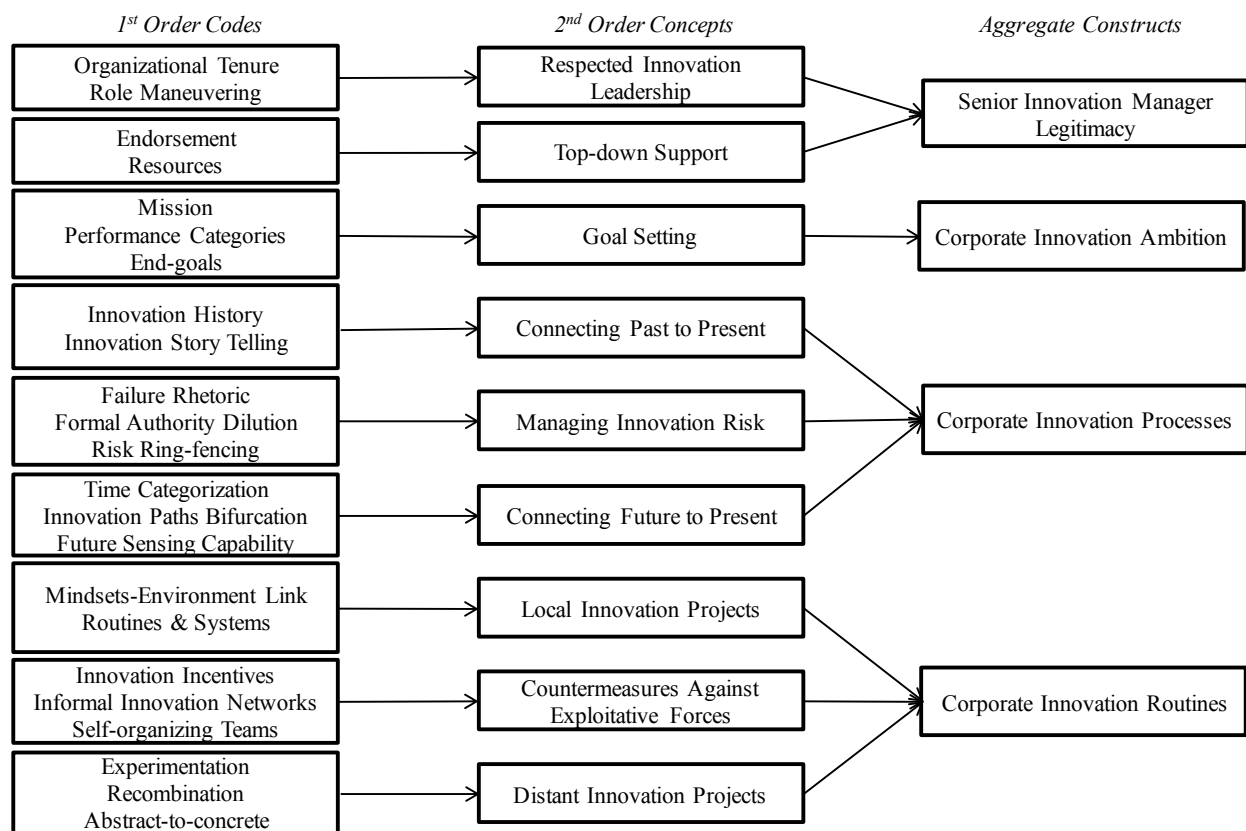 1st Order Codes
2nd Order Concepts
Aggregate Constructs
Organizational Tenure
Role Maneuvering
Respected Innovation
Leadership
Senior Innovation Manager
Legitimacy
Endorsement
Resources
Top-down Support
Mission
Performance Categories
End-goals
Goal Setting
Corporate Innovation Ambition
Innovation History
Innovation Story Telling
Connecting Past to Present
Failure Rhetoric
Formal Authority Dilution
Risk Ring-fencing
Managing Innovation Risk
Corporate Innovation Processes
Time Categorization
Innovation Paths Bifurcation
Future Sensing Capability
Connecting Future to Present
Mindsets-Environment Link
Routines & Systems
Local Innovation Projects
Innovation Incentives
Informal Innovation Networks
Self-organizing Teams
Countermeasures Against
Exploitative Forces
Corporate Innovation Routines
Experimentation
Recombination
Abstract-to-concrete
Distant Innovation Projects